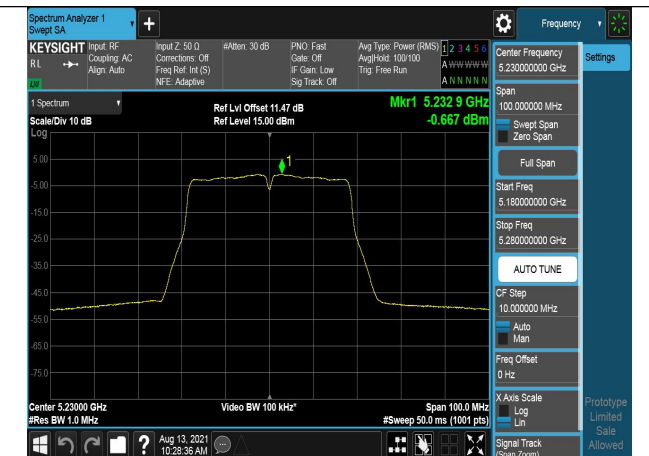 Spectrum Analyzer 1
Swept SA
+
Frequency
KEYSIGHT
RL
LXI
Input: RF
Coupling: AC
Align: Auto
Input Z: 50 Ω
Corrections: Off
Freq Ref: Int (S)
NFE: Adaptive
#Atten: 30 dB
PNO: Fast
Gate: Off
IF Gain: Low
Sig Track: Off
Avg Type: Power (RMS)
Avg|Hold: 100/100
Trig: Free Run
1 2 3 4 5 6
A W W W W W
A N N N N N
1 Spectrum
Scale/Div 10 dB
Log
Ref Lvl Offset 11.47 dB
Ref Level 15.00 dBm
Mkr1 5.232 9 GHz
-0.667 dBm
1
5.00
-5.00
-15.0
-25.0
-35.0
-45.0
-55.0
-65.0
-75.0
Center 5.23000 GHz
#Res BW 1.0 MHz
Video BW 100 kHz*
Span 100.0 MHz
#Sweep 50.0 ms (1001 pts)
?
Aug 13, 2021
10:28:36 AM
Center Frequency
5.230000000 GHz
Span
100.000000 MHz
Swept Span
Zero Span
Full Span
Start Freq
5.180000000 GHz
Stop Freq
5.280000000 GHz
AUTO TUNE
CF Step
10.000000 MHz
Auto
Man
Freq Offset
0 Hz
X Axis Scale
Log
Lin
Signal Track
(Span Zoom)
Settings
Prototype
Limited
Sale
Allowed